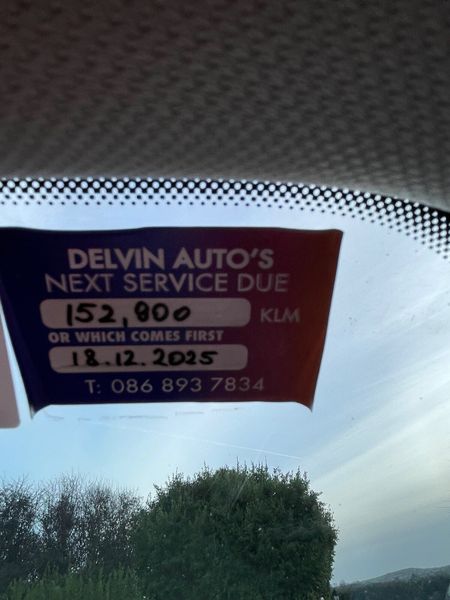 DELVIN AUTO'S
NEXT SERVICE DUE
152,800 KLM
OR WHICH COMES FIRST
18.12.2025
T: 086 893 7834